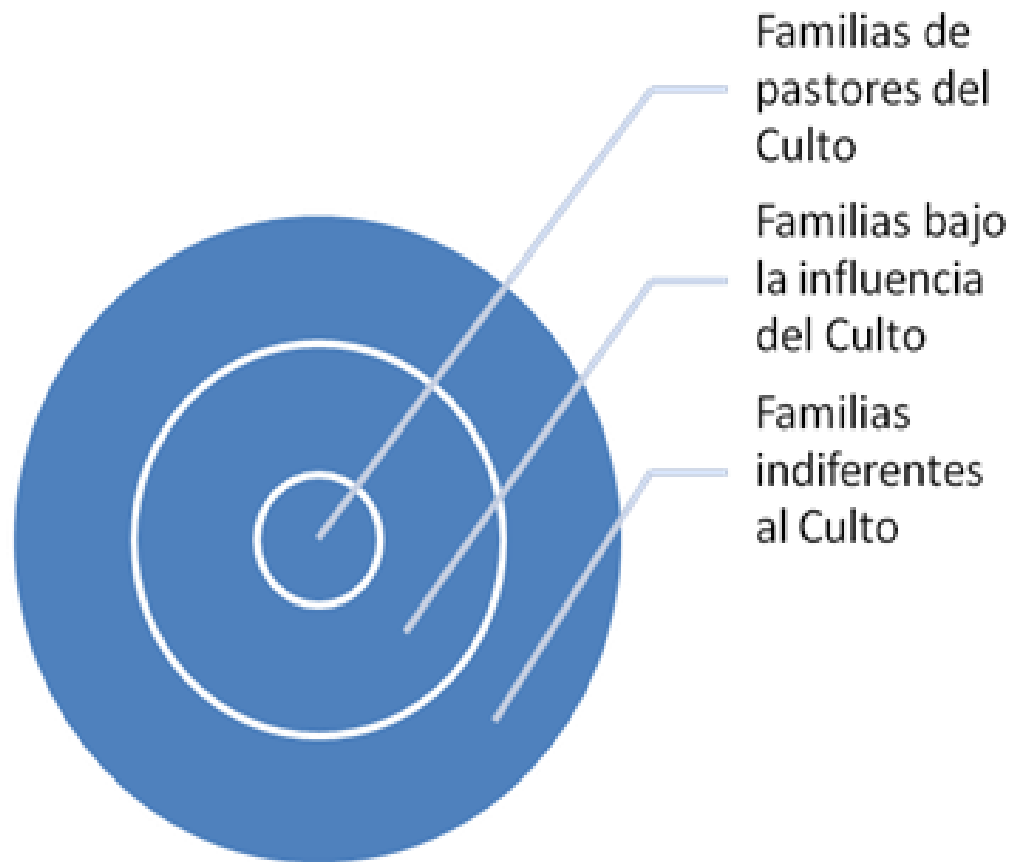 Familias de
pastores del
Culto
Familias bajo
la influencia
del Culto
Familias
indiferentes
al Culto